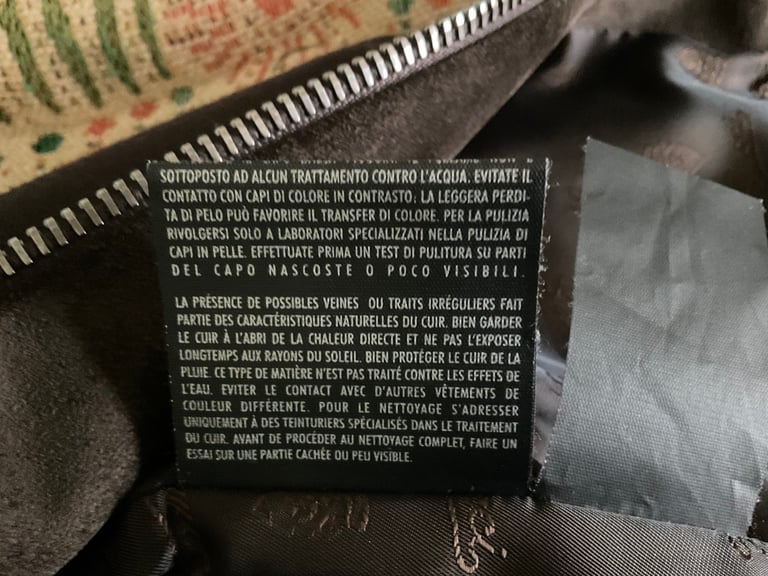 SOTTOPOSTO AD ALCUN TRATTAMENTO CONTRO L'ACQUA. EVITATE IL
CONTATTO CON CAPI DI COLORE IN CONTRASTO: LA LEGGERA PERDI-
TA DI PELO PUÒ FAVORIRE IL TRANSFER DI COLORE. PER LA PULIZIA
RIVOLGERSI SOLO A LABORATORI SPECIALIZZATI NELLA PULIZIA DI
CAPI IN PELLE. EFFETTUATE PRIMA UN TEST DI PULITURA SU PARTI
DEL CAPO NASCOSTE O POCO VISIBILI.
LA PRÉSENCE DE POSSIBLES VEINES OU TRAITS IRRÉGULIERS FAIT
PARTIE DES CARACTÉRISTIQUES NATURELLES DU CUIR. BIEN GARDER
LE CUIR À L'ABRI DE LA CHALEUR DIRECTE ET NE PAS L'EXPOSER
LONGTEMPS AUX RAYONS DU SOLEIL. BIEN PROTÉGER LE CUIR DE LA
PLUIE. CE TYPE DE MATIÈRE N'EST PAS TRAITÉ CONTRE LES EFFETS DE
L'EAU. EVITER LE CONTACT AVEC D'AUTRES VÊTEMENTS DE
COULEUR DIFFÉRENTE. POUR LE NETTOYAGE S'ADRESSER
UNIQUEMENT À DES TEINTURIERS SPÉCIALISÉS DANS LE TRAITEMENT
DU CUIR. AVANT DE PROCÉDER AU NETTOYAGE COMPLET, FAIRE UN
ESSAI SUR UNE PARTIE CACHÉE OU PEU VISIBLE.